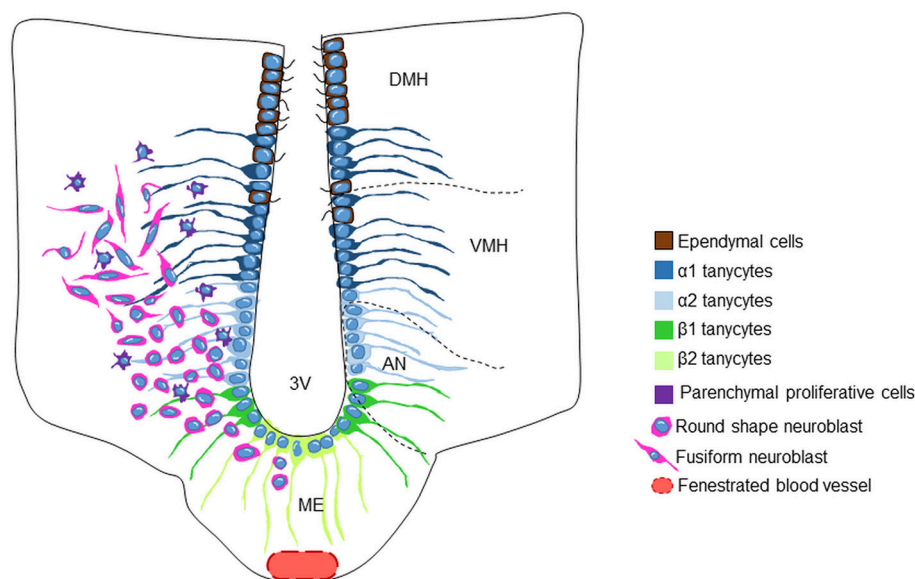 DMH
VMH
AN
3V
ME
Ependymal cells
α1 tanycytes
α2 tanycytes
β1 tanycytes
β2 tanycytes
Parenchymal proliferative cells
Round shape neuroblast
Fusiform neuroblast
Fenestrated blood vessel